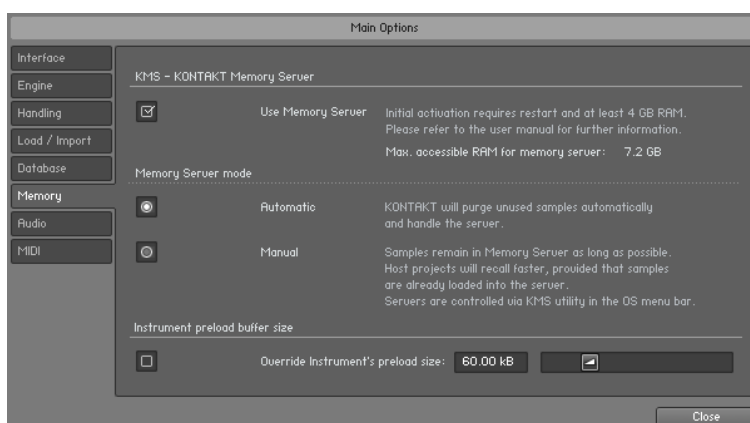 Main Options
Interface
Engine
Handling
Load / Import
Database
Memory
Audio
MIDI
KMS - KONTAKT Memory Server
Use Memory Server
Initial activation requires restart and at least 4 GB RAM.
Please refer to the user manual for further information.
Max. accessible RAM for memory server: 7.2 GB
Memory Server mode
Automatic
KONTAKT will purge unused samples automatically
and handle the server.
Manual
Samples remain in Memory Server as long as possible.
Host projects will recall faster, provided that samples
are already loaded into the server.
Servers are controlled via KMS utility in the OS menu bar.
Instrument preload buffer size
Override Instrument's preload size: 60.00 kB
Close